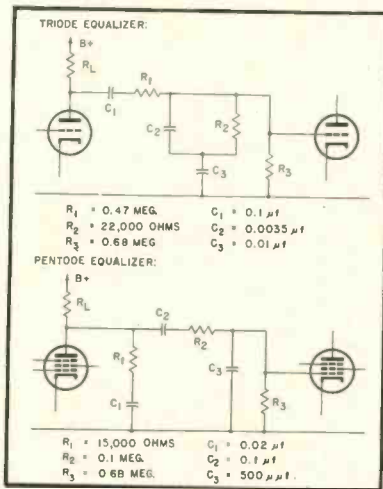 TRIODE EQUALIZER:
B+
RL
C1
R1
C2
R2
C3
R3
R1 = 0.47 MEG. C1 = 0.1 µf
R2 = 22,000 OHMS C2 = 0.0035 µf
R3 = 0.68 MEG C3 = 0.01 µf
PENTODE EQUALIZER:
B+
RL
C2
R2
R1
C3
R3
C1
R1 = 15,000 OHMS C1 = 0.02 µf
R2 = 0.1 MEG. C2 = 0.1 µf
R3 = 0.68 MEG. C3 = 500 µµf.